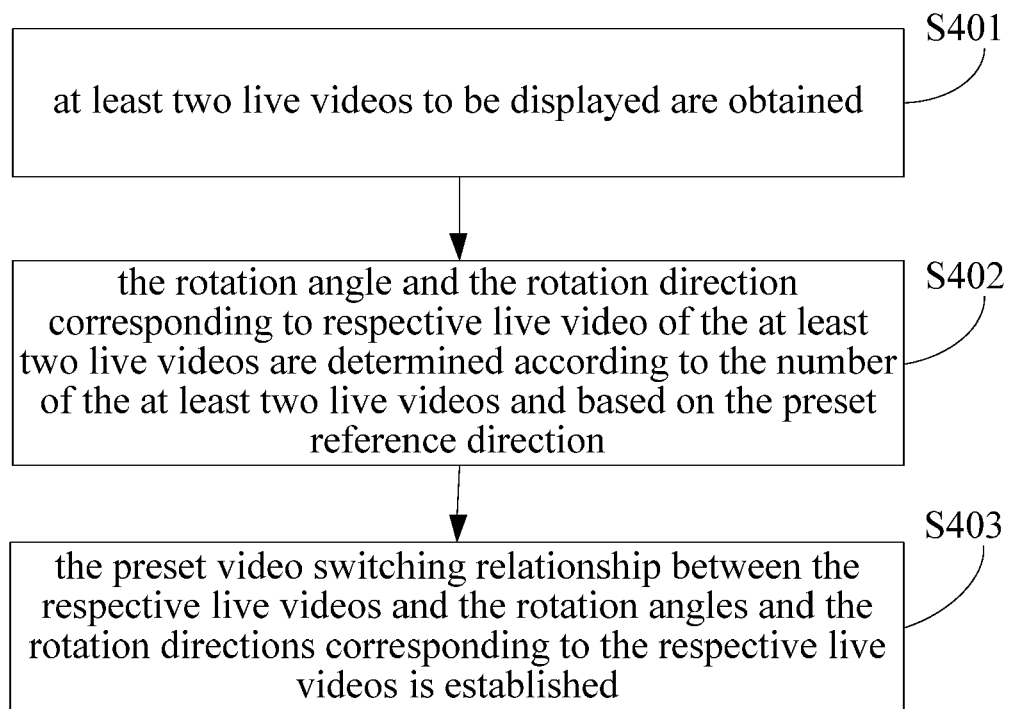 S401
at least two live videos to be displayed are obtained
S402
the rotation angle and the rotation direction
corresponding to respective live video of the at least
two live videos are determined according to the number
of the at least two live videos and based on the preset
reference direction
S403
the preset video switching relationship between the
respective live videos and the rotation angles and the
rotation directions corresponding to the respective live
videos is established